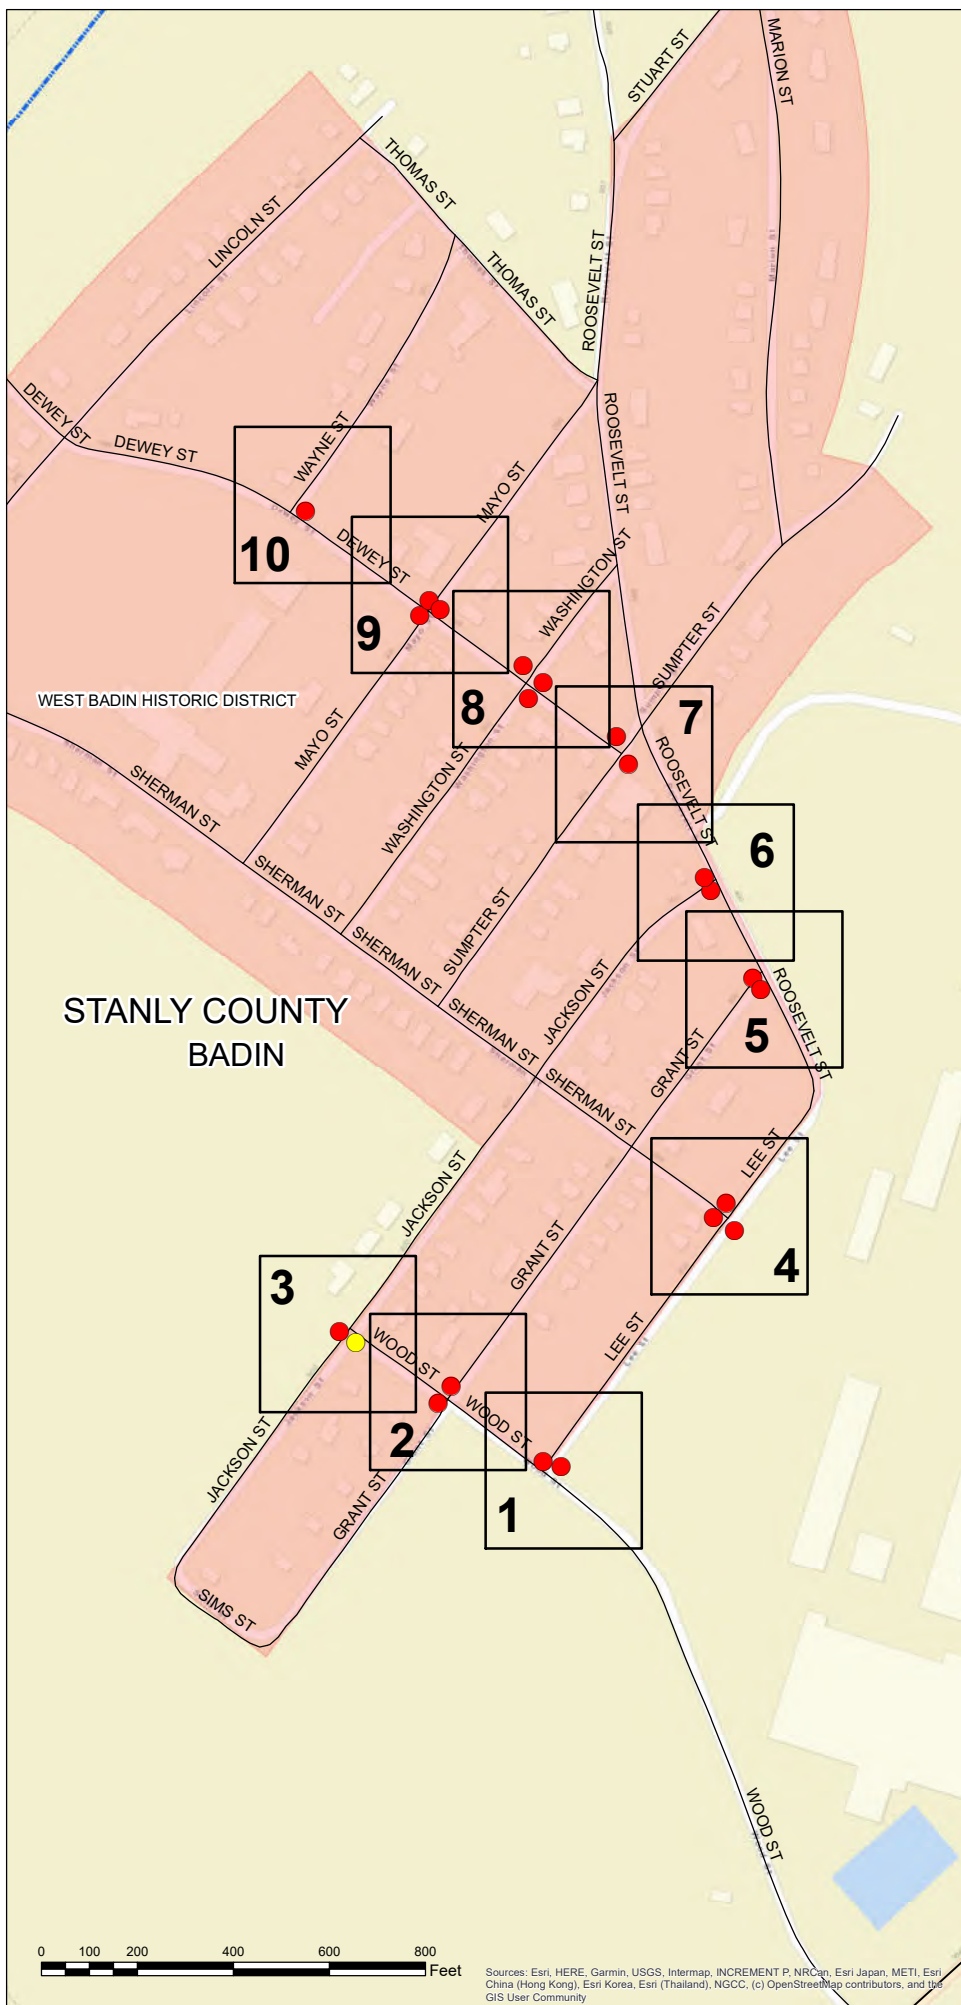 STUART ST
MARION ST
THOMAS ST
LINCOLN ST
THOMAS ST
ROOSEVELT ST
DEWEY ST
DEWEY ST
WAYNE ST
MAYO ST
ROOSEVELT ST
10
DEWEY ST
WASHINGTON ST
9
SUMPTER ST
WEST BADIN HISTORIC DISTRICT
8
7
MAYO ST
ROOSEVELT ST
SHERMAN ST
WASHINGTON ST
6
SHERMAN ST
SUMPTER ST
SHERMAN ST
JACKSON ST
STANLY COUNTY
BADIN
SHERMAN ST
ROOSEVELT ST
5
GRANT ST
SHERMAN ST
LEE ST
JACKSON ST
GRANT ST
4
3
LEE ST
WOOD ST
WOOD ST
2
JACKSON ST
GRANT ST
1
SIMS ST
WOOD ST
0 100 200 400 600 800
Feet
Sources: Esri, HERE, Garmin, USGS, Intermap, INCREMENT P, NRCan, Esri Japan, METI, Esri
China (Hong Kong), Esri Korea, Esri (Thailand), NGCC, (c) OpenStreetMap contributors, and the
GIS User Community